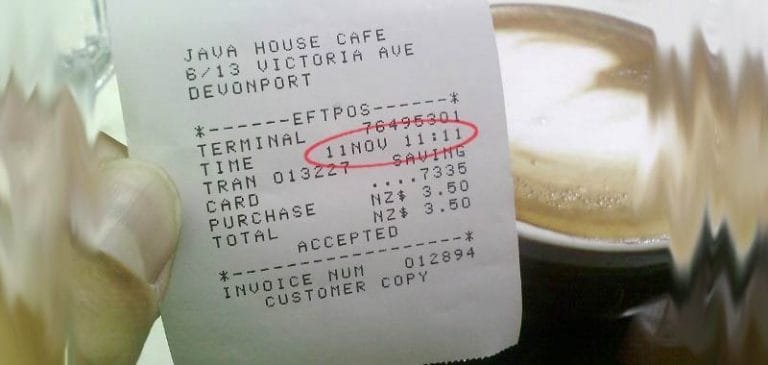 JAVA HOUSE CAFE
6/13 VICTORIA AVE
DEVONPORT
*------EFTPOS------*
TERMINAL 76495301
TIME 11NOV 11:11
TRAN 013227 SAVING
CARD ....7335
PURCHASE NZ$ 3.50
TOTAL NZ$ 3.50
ACCEPTED
*------------------*
INVOICE NUM 012894
CUSTOMER COPY